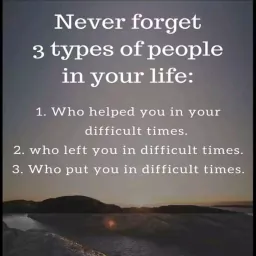 Never forget
3 types of people
in your life:
1. Who helped you in your
difficult times.
2. who left you in difficult times.
3. Who put you in difficult times.